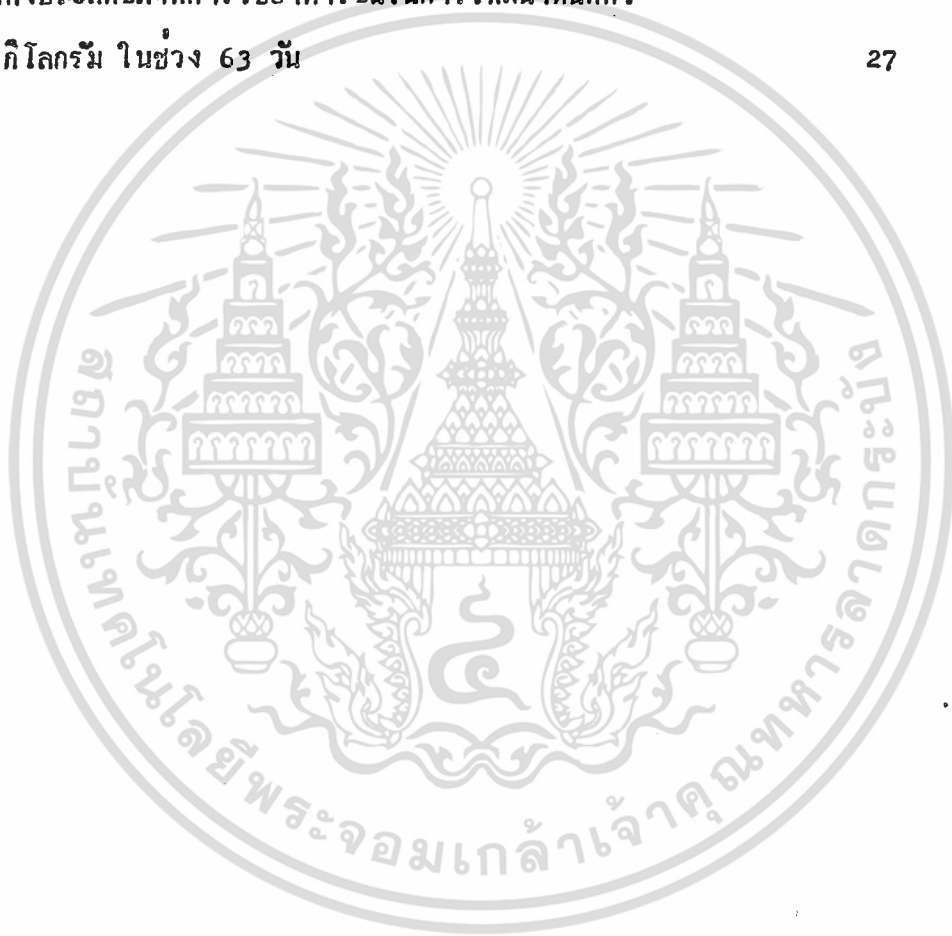 กิโลกรัม ในช่วง 63 วัน 27
สถาบันเทคโนโลยีพระจอมเกล้าเจ้าคุณทหารลาดกระบัง